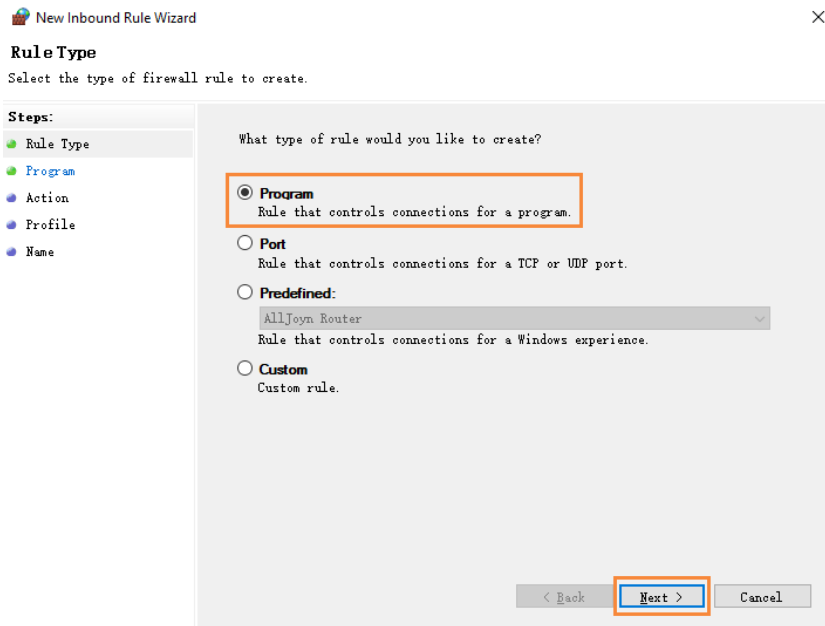 New Inbound Rule Wizard
Rule Type
Select the type of firewall rule to create.
Steps:
Rule Type
Program
Action
Profile
Name
What type of rule would you like to create?
Program
Rule that controls connections for a program.
Port
Rule that controls connections for a TCP or UDP port.
Predefined:
AllJoyn Router
Rule that controls connections for a Windows experience.
Custom
Custom rule.
< Back
Next >
Cancel